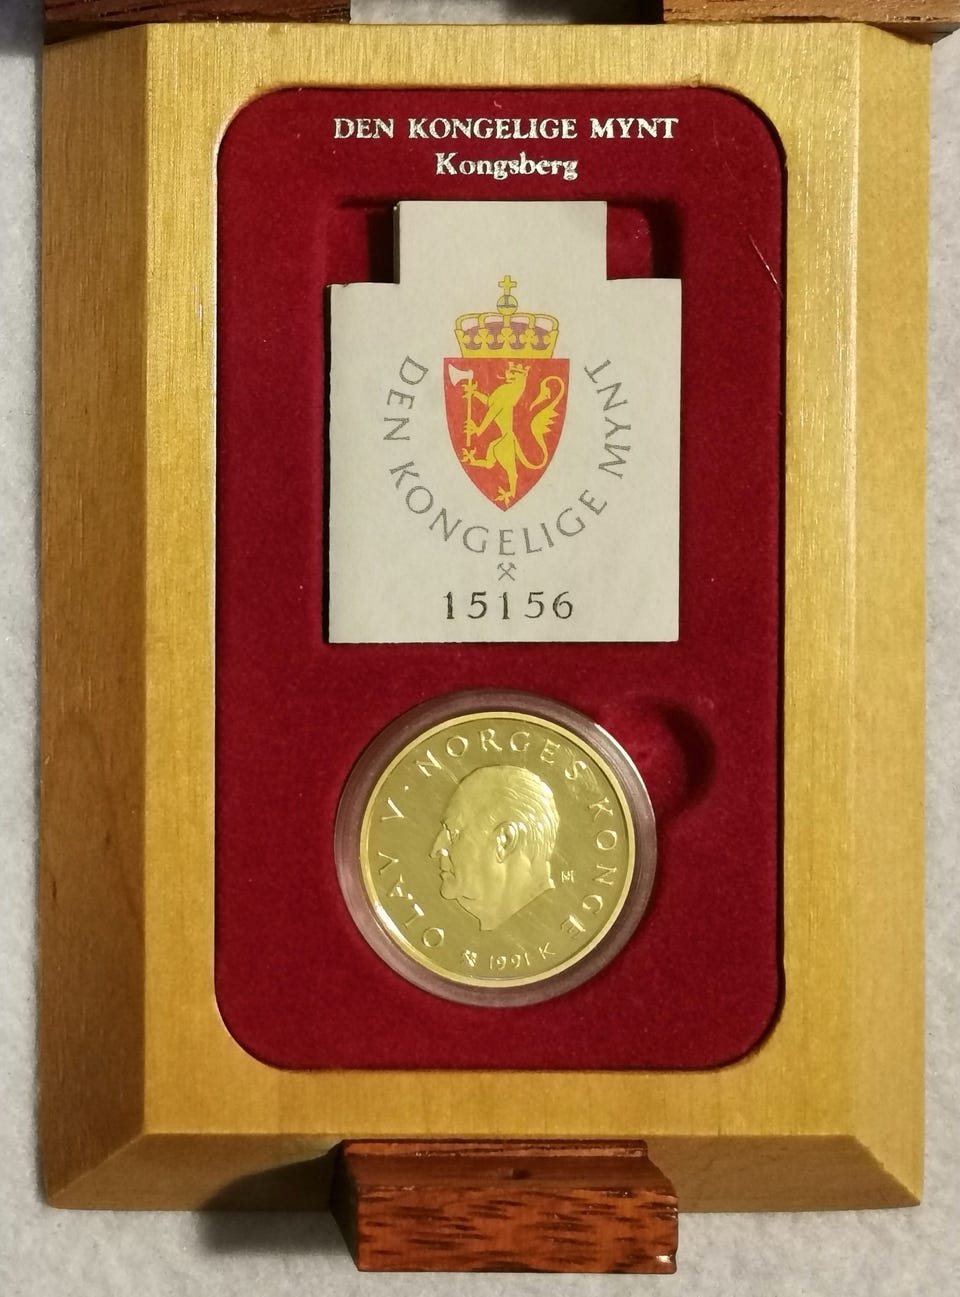 DEN KONGELIGE MYNT
Kongsberg
DEN KONGELIGE MYNT
15156
OLAV V · NORGES KONGE
1991 K